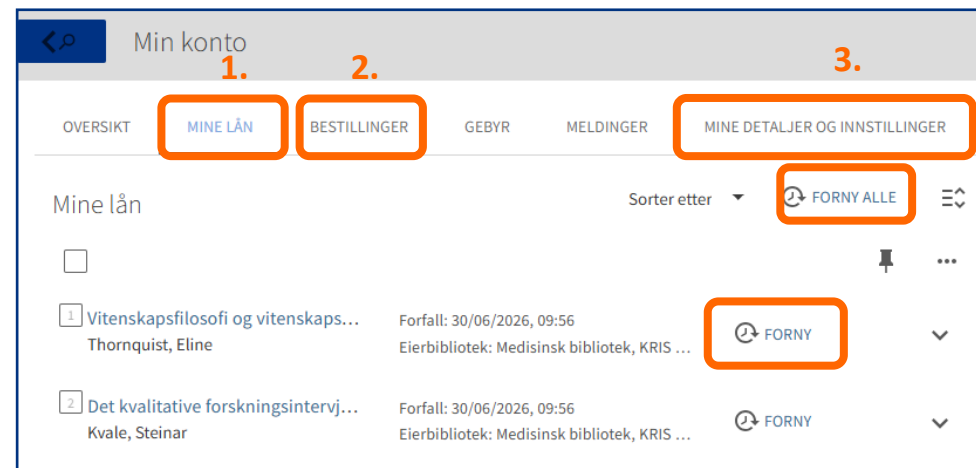 Min konto
1. 2. 3.
OVERSIKT MINE LÅN BESTILLINGER GEBYR MELDINGER MINE DETALJER OG INNSTILLINGER
Mine lån Sorter etter FORNY ALLE
1 Vitenskapsfilosofi og vitenskaps... Forfall: 30/06/2026, 09:56
Thornquist, Eline Eierbibliotek: Medisinsk bibliotek, KRIS ... FORNY
2 Det kvalitative forskningsintervj... Forfall: 30/06/2026, 09:56
Kvale, Steinar Eierbibliotek: Medisinsk bibliotek, KRIS ... FORNY